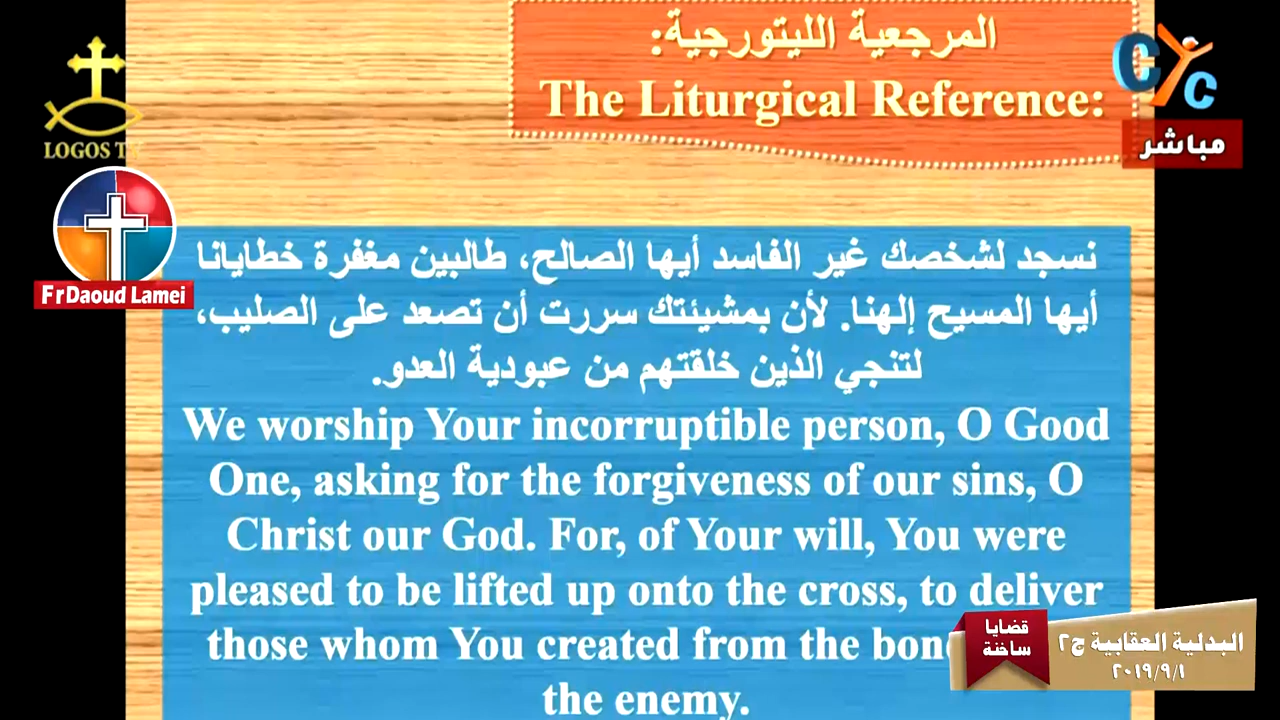 المرجعية الليتورجية:
The Liturgical Reference:
LOGOS TV
CYC
مباشر
FrDaoud Lamei
نسجد لشخصك غير الفاسد أيها الصالح، طالبين مغفرة خطايانا
أيها المسيح إلهنا. لأن بمشيئتك سررت أن تصعد على الصليب،
لتنجي الذين خلقتهم من عبودية العدو.
We worship Your incorruptible person, O Good
One, asking for the forgiveness of our sins, O
Christ our God. For, of Your will, You were
pleased to be lifted up onto the cross, to deliver
those whom You created from the
the enemy.
قضايا
ساخنة
البدلية العقابية ج٢
٢٠١٩/٩/١